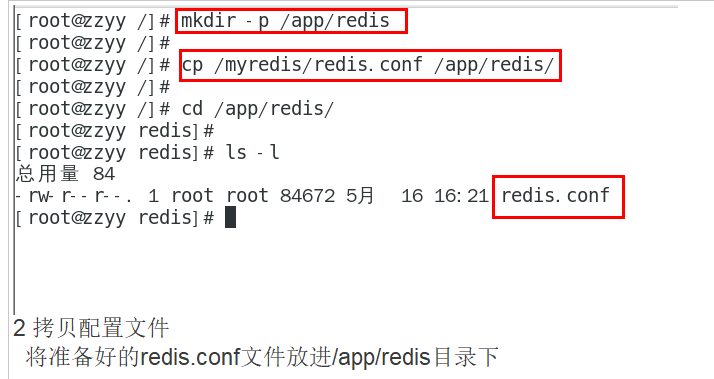 [root@zzyy /]# mkdir -p /app/redis
[root@zzyy /]#
[root@zzyy /]# cp /myredis/redis.conf /app/redis/
[root@zzyy /]#
[root@zzyy /]# cd /app/redis/
[root@zzyy redis]#
[root@zzyy redis]# ls -l
总用量 84
-rw-r--r--. 1 root root 84672 5月  16 16:21 redis.conf
[root@zzyy redis]#
2 拷贝配置文件
将准备好的redis.conf文件放进/app/redis目录下